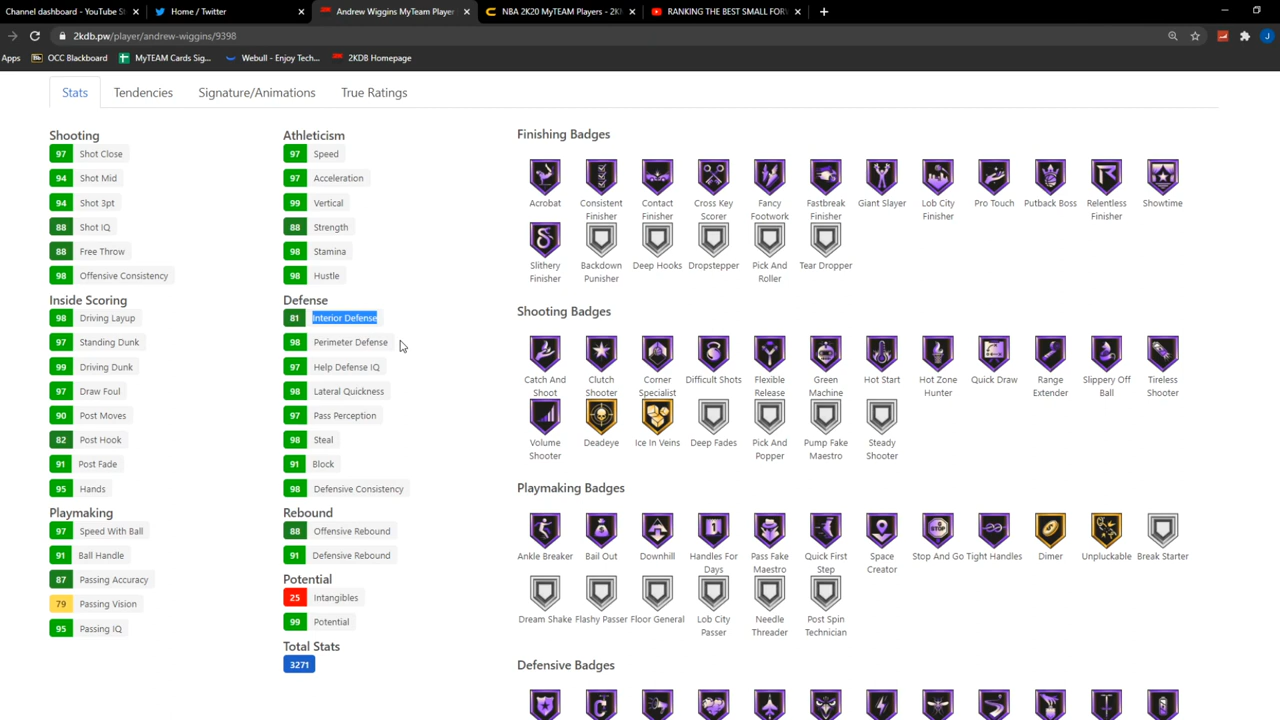 Channel dashboard - YouTube St
Home / Twitter
Andrew Wiggins MyTeam Player
NBA 2K20 MyTEAM Players - 2K
RANKING THE BEST SMALL FOR
2kdb.pw/player/andrew-wiggins/9398
Apps
OCC Blackboard
MyTEAM Cards Sig...
Webull - Enjoy Tech...
2KDB Homepage
Stats
Tendencies
Signature/Animations
True Ratings
Shooting
97 Shot Close
94 Shot Mid
94 Shot 3pt
88 Shot IQ
88 Free Throw
98 Offensive Consistency
Inside Scoring
98 Driving Layup
97 Standing Dunk
99 Driving Dunk
97 Draw Foul
90 Post Moves
82 Post Hook
91 Post Fade
95 Hands
Playmaking
97 Speed With Ball
91 Ball Handle
87 Passing Accuracy
79 Passing Vision
95 Passing IQ
Athleticism
97 Speed
97 Acceleration
99 Vertical
88 Strength
98 Stamina
98 Hustle
Defense
81 Interior Defense
98 Perimeter Defense
97 Help Defense IQ
98 Lateral Quickness
97 Pass Perception
98 Steal
91 Block
98 Defensive Consistency
Rebound
88 Offensive Rebound
91 Defensive Rebound
Potential
25 Intangibles
99 Potential
Total Stats
3271
Finishing Badges
Acrobat
Consistent
Finisher
Contact
Finisher
Cross Key
Scorer
Fancy
Footwork
Fastbreak
Finisher
Giant Slayer
Lob City
Finisher
Pro Touch
Putback Boss
Relentless
Finisher
Showtime
Slithery
Finisher
Backdown
Punisher
Deep Hooks
Dropstepper
Pick And
Roller
Tear Dropper
Shooting Badges
Catch And
Shoot
Clutch
Shooter
Corner
Specialist
Difficult Shots
Flexible
Release
Green
Machine
Hot Start
Hot Zone
Hunter
Quick Draw
Range
Extender
Slippery Off
Ball
Tireless
Shooter
Volume
Shooter
Deadeye
Ice In Veins
Deep Fades
Pick And
Popper
Pump Fake
Maestro
Steady
Shooter
Playmaking Badges
Ankle Breaker
Bail Out
Downhill
Handles For
Days
Pass Fake
Maestro
Quick First
Step
Space
Creator
STOP
Stop And Go
Tight Handles
Dimer
Unpluckable
Break Starter
Dream Shake
Flashy Passer
Floor General
Lob City
Passer
Needle
Threader
Post Spin
Technician
Defensive Badges